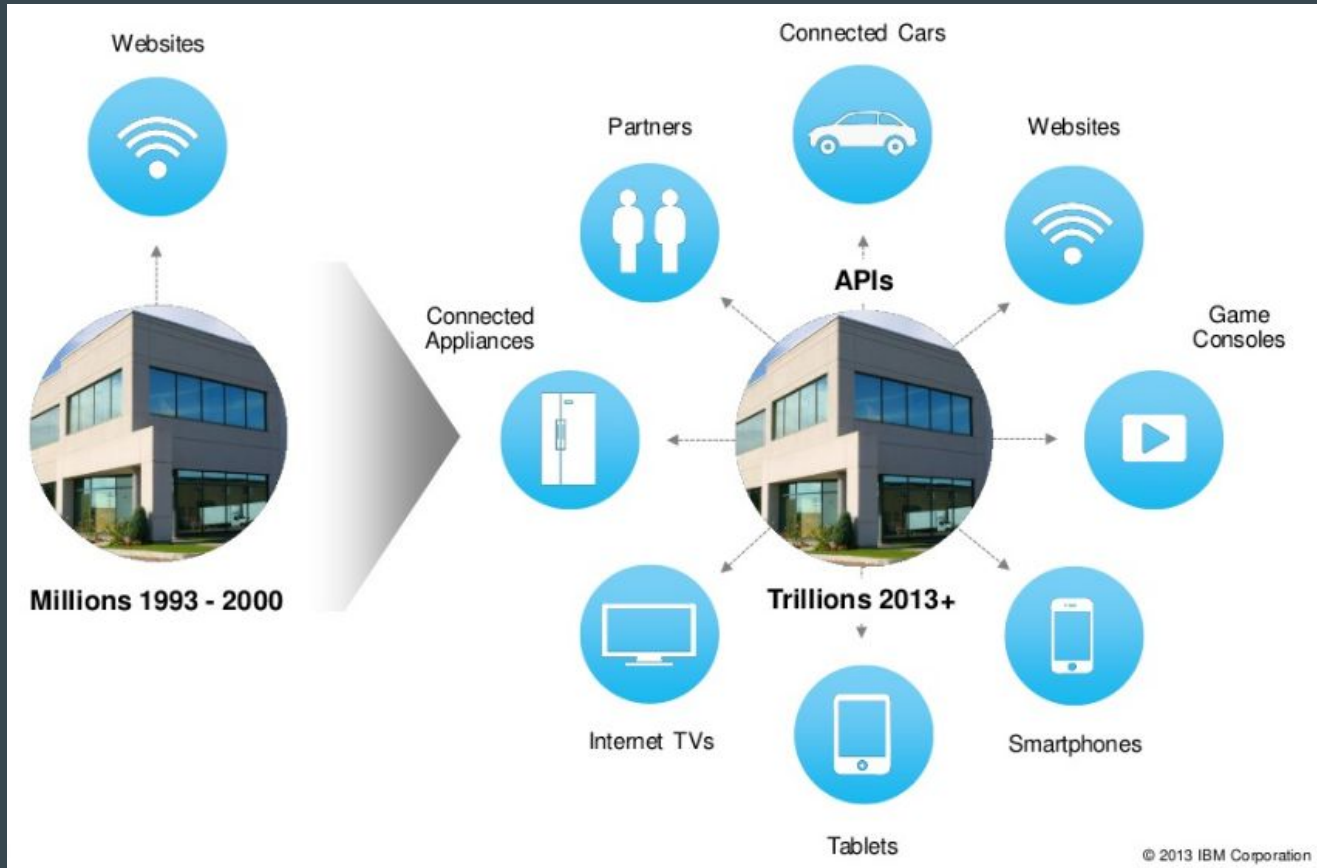 Websites
Millions 1993 - 2000
Connected Cars
Partners
Websites
APIs
Connected
Appliances
Game
Consoles
Trillions 2013+
Internet TVs
Smartphones
Tablets
© 2013 IBM Corporation